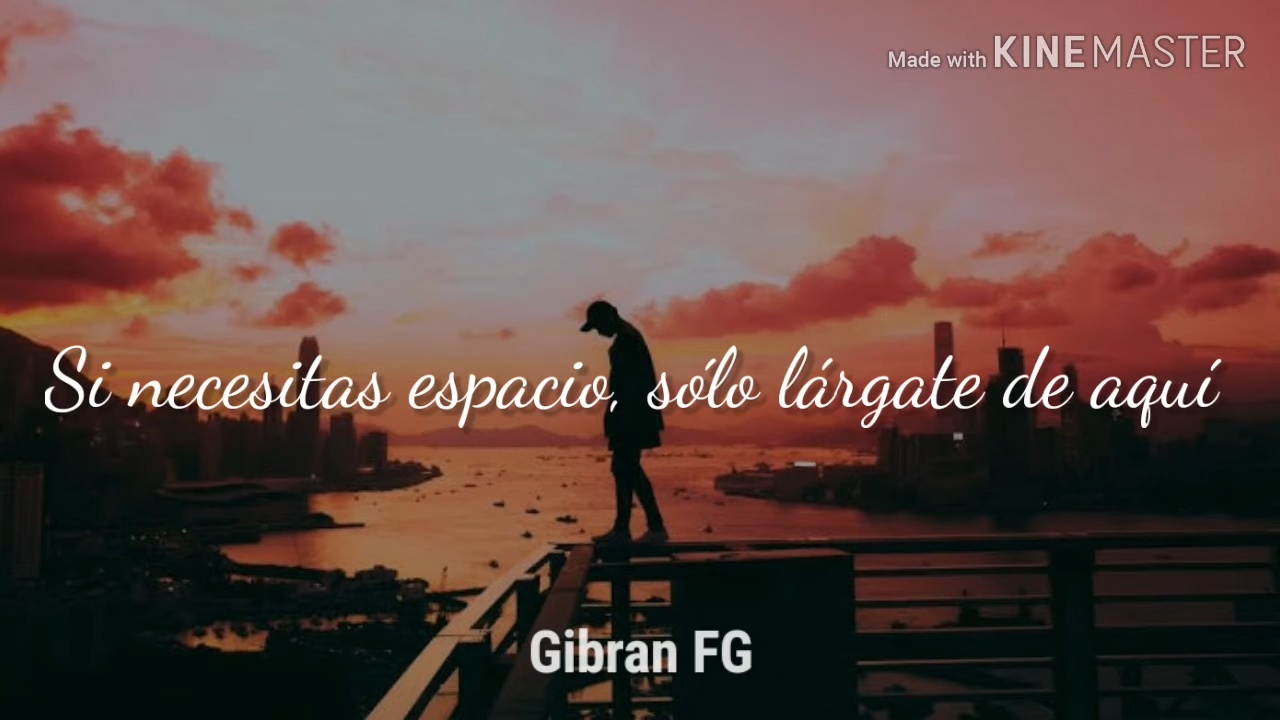 Made with KINEMASTER
Si necesitas espacio, sólo lárgate de aquí
Gibran FG